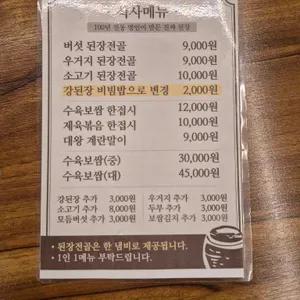 식사메뉴
100년 전통 명인이 만든 진짜 된장
버섯 된장전골 9,000원
우거지 된장전골 9,000원
소고기 된장전골 10,000원
강된장 비빔밥으로 변경 2,000원
수육보쌈 한접시 12,000원
제육볶음 한접시 10,000원
대왕 계란말이 9,000원
수육보쌈(중) 30,000원
수육보쌈(대) 45,000원
강된장 추가 3,000원 우거지 추가 3,000원
소고기 추가 8,000원 두부 추가 3,000원
모듬버섯 추가 3,000원 보쌈김치 추가 3,000원
• 된장전골은 한 냄비로 제공됩니다.
• 1인 1메뉴 부탁드립니다.